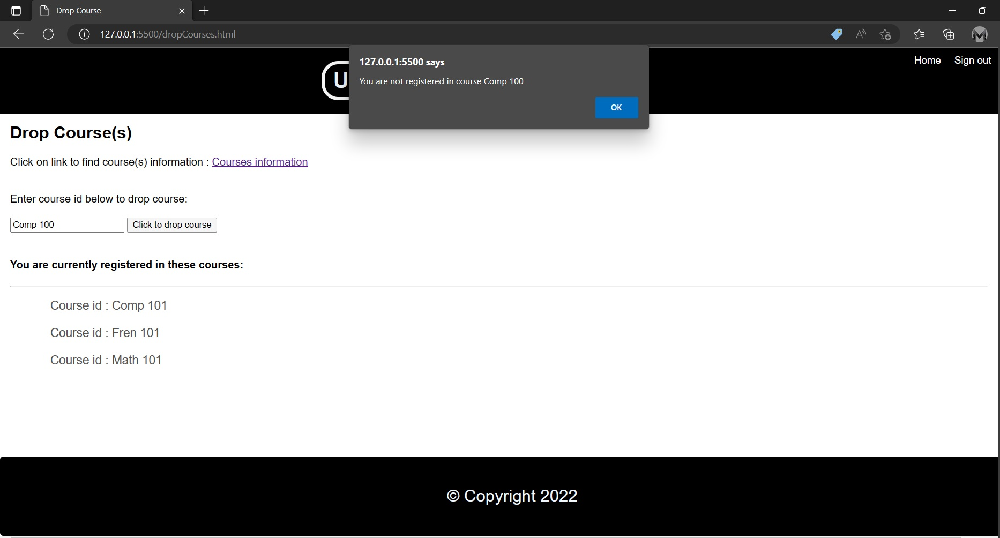 Drop Course
127.0.0.1:5500/dropCourses.html
Home Sign out
U
127.0.0.1:5500 says
You are not registered in course Comp 100
OK
Drop Course(s)
Click on link to find course(s) information : Courses information
Enter course id below to drop course:
Comp 100 Click to drop course
You are currently registered in these courses:
Course id : Comp 101
Course id : Fren 101
Course id : Math 101
© Copyright 2022